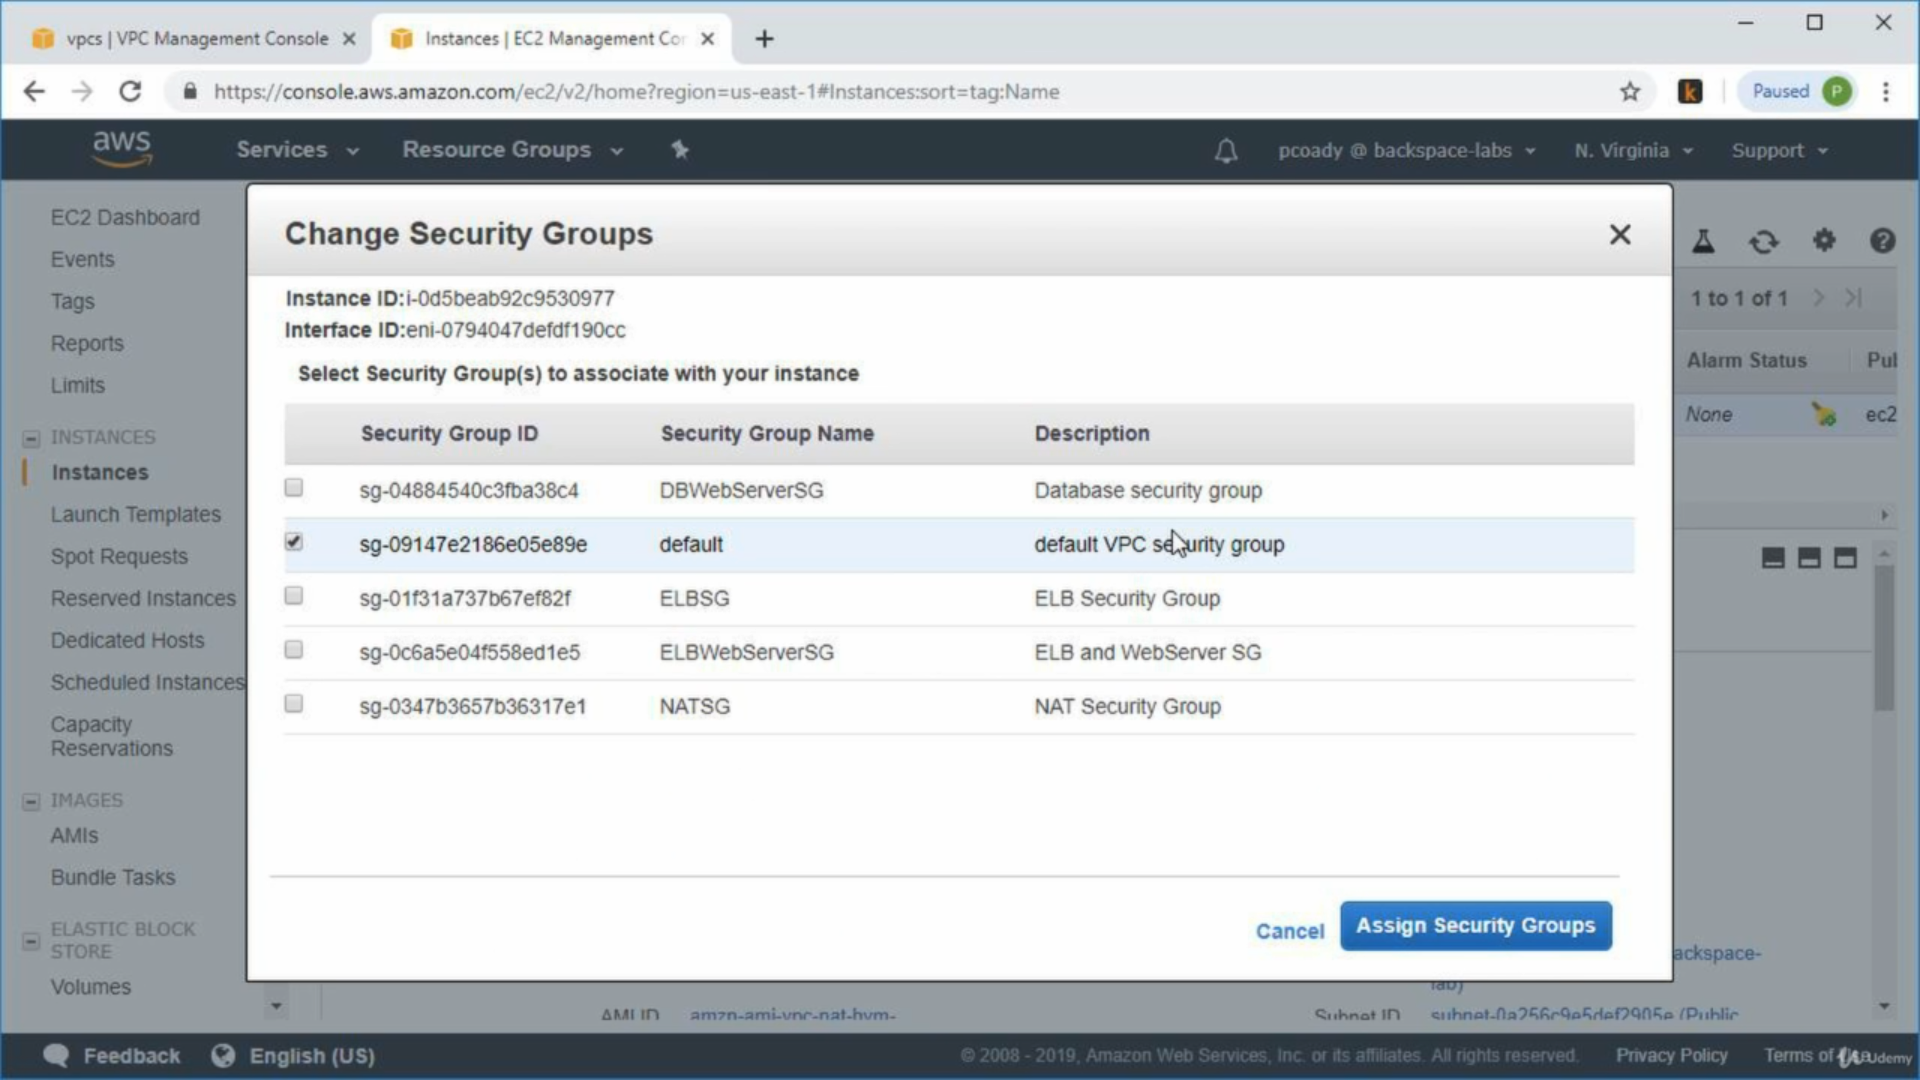 vpcs | VPC Management Console
Instances | EC2 Management Co
https://console.aws.amazon.com/ec2/v2/home?region=us-east-1#Instances:sort=tag:Name
k
Paused P
aws
Services
Resource Groups
pcoady @ backspace-labs
N. Virginia
Support
EC2 Dashboard
Events
Tags
Reports
Limits
INSTANCES
Instances
Launch Templates
Spot Requests
Reserved Instances
Dedicated Hosts
Scheduled Instances
Capacity
Reservations
IMAGES
AMIs
Bundle Tasks
ELASTIC BLOCK
STORE
Volumes
Change Security Groups
Instance ID:i-0d5beab92c9530977
Interface ID:eni-0794047defdf190cc
Select Security Group(s) to associate with your instance
Security Group ID Security Group Name Description
sg-04884540c3fba38c4 DBWebServerSG Database security group
sg-09147e2186e05e89e default default VPC security group
sg-01f31a737b67ef82f ELBSG ELB Security Group
sg-0c6a5e04f558ed1e5 ELBWebServerSG ELB and WebServer SG
sg-0347b3657b36317e1 NATSG NAT Security Group
Cancel
Assign Security Groups
1 to 1 of 1
Alarm Status Pul
None ec2
ackspace-
lab)
AMI ID amzn-ami-vpc-nat-hvm-
Subnet ID subnet-0a256c9e5def2905e (Public
Feedback
English (US)
© 2008 - 2019, Amazon Web Services, Inc. or its affiliates. All rights reserved.
Privacy Policy
Terms of Use
Udemy